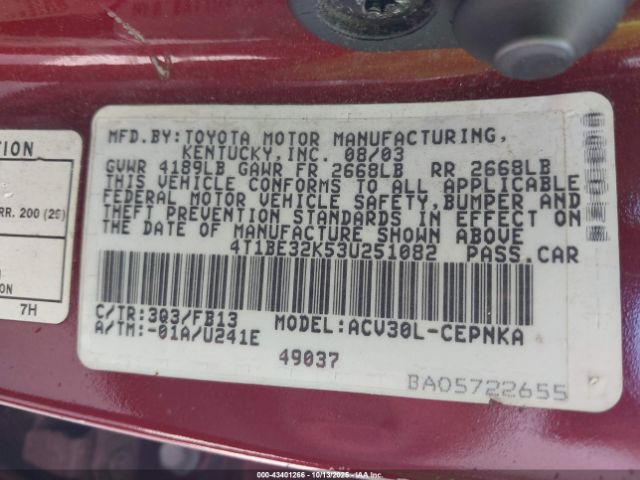 TION
RR. 200 (29)
ON
7H
MFD.BY:TOYOTA MOTOR MANUFACTURING,
KENTUCKY,INC. 08/03
GVWR 4189LB GAWR FR 2668LB RR 2668LB
THIS VEHICLE CONFORMS TO ALL APPLICABLE
FEDERAL MOTOR VEHICLE SAFETY,BUMPER AND
THEFT PREVENTION STANDARDS IN EFFECT ON
THE DATE OF MANUFACTURE SHOWN ABOVE
4T1BE32K53U251082 PASS.CAR
C/TR:3Q3/FB13 MODEL:ACV30L-CEPNKA
A/TM:-01A/U241E
49037
BA05722655
000 - 43401266 - 10/13/2025 - IAAI.COM